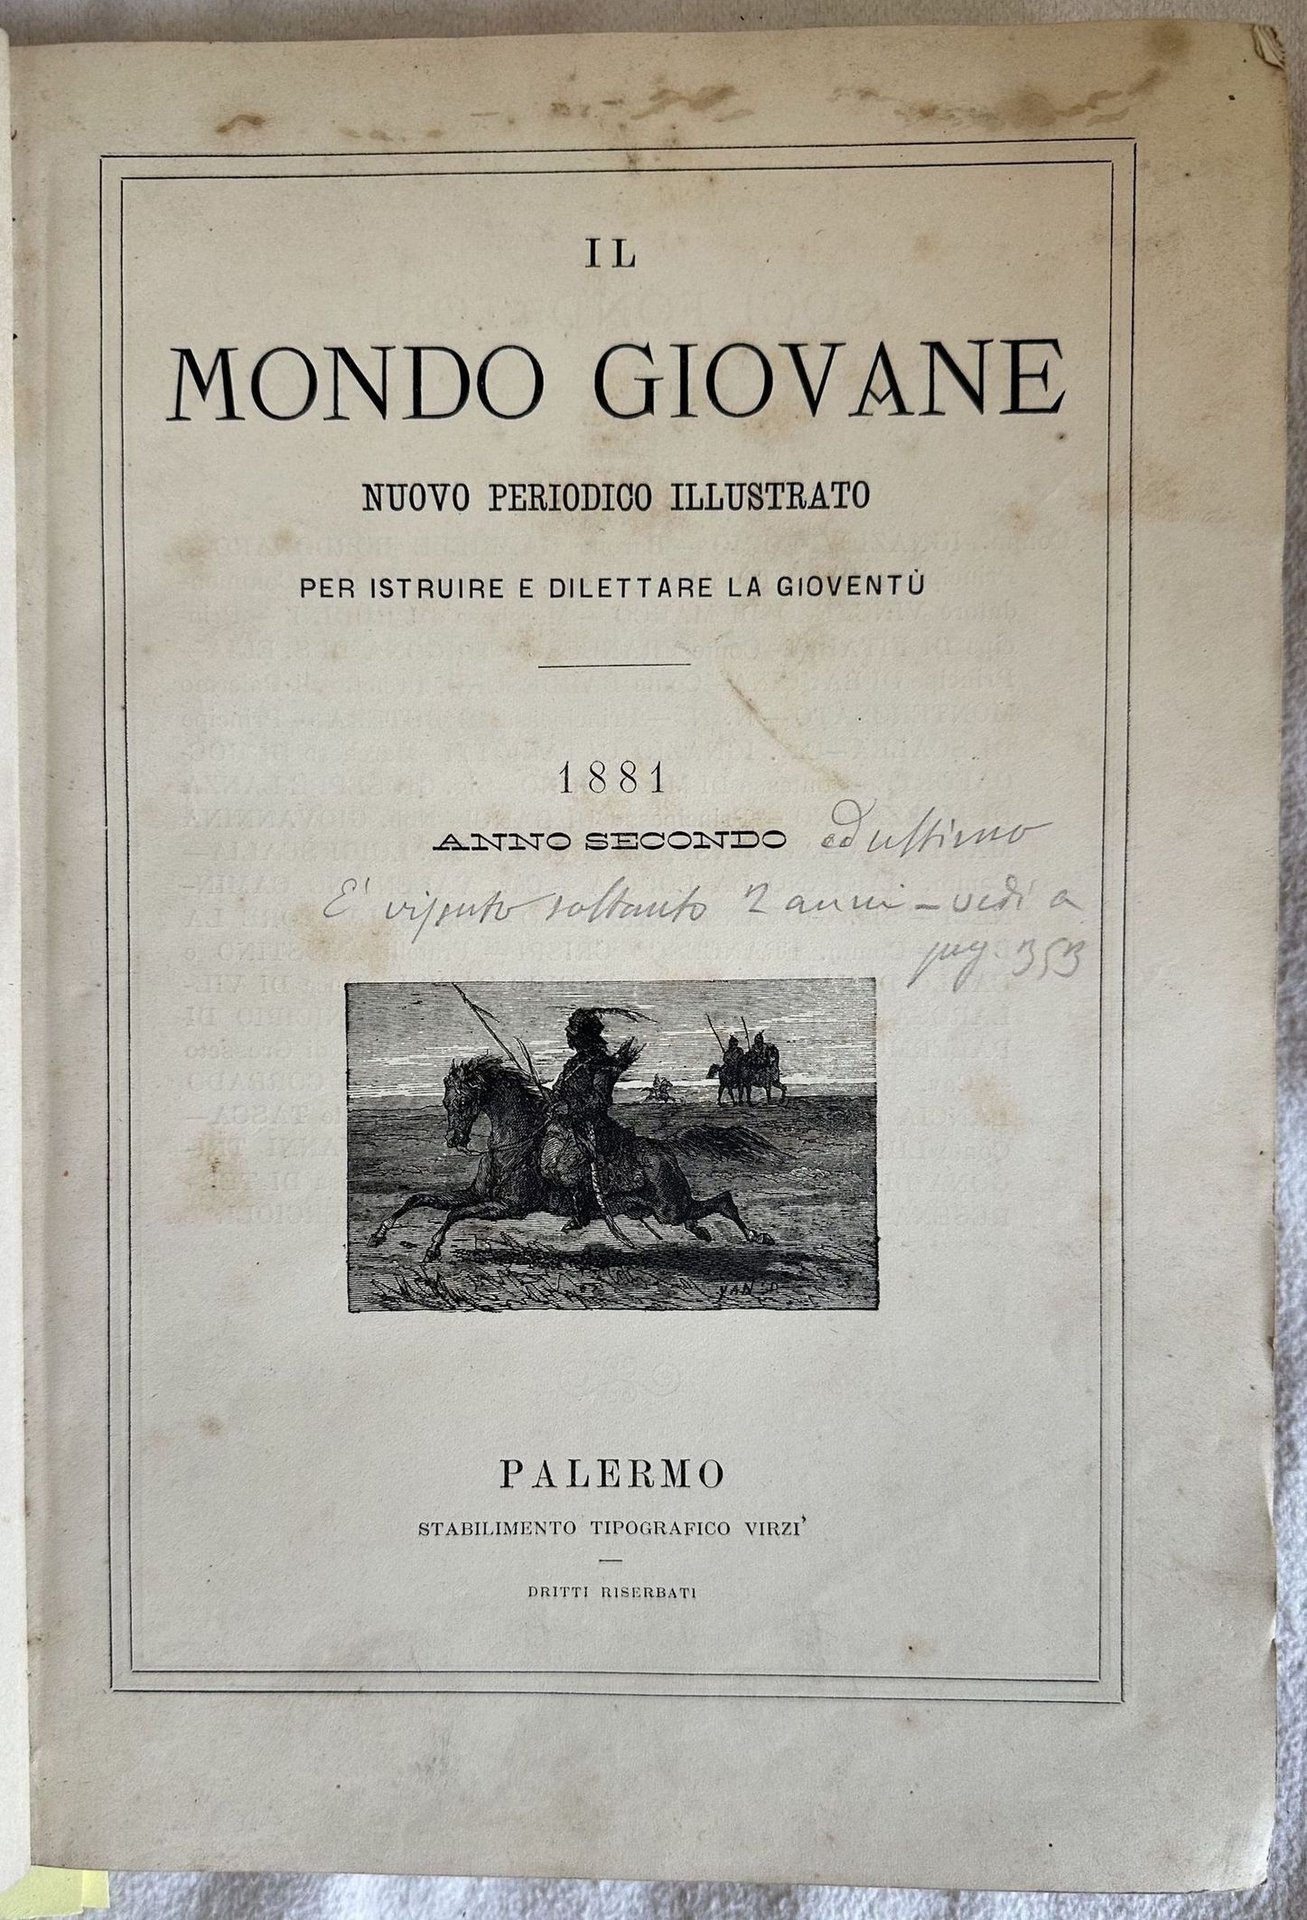 IL
MONDO GIOVANE
NUOVO PERIODICO ILLUSTRATO
PER ISTRUIRE E DILETTARE LA GIOVENTÙ
1881
ANNO SECONDO ed ultimo
E' vissuto soltanto 2 anni - vedi a
pag. 353
YAN'
PALERMO
STABILIMENTO TIPOGRAFICO VIRZI'
DRITTI RISERBATI